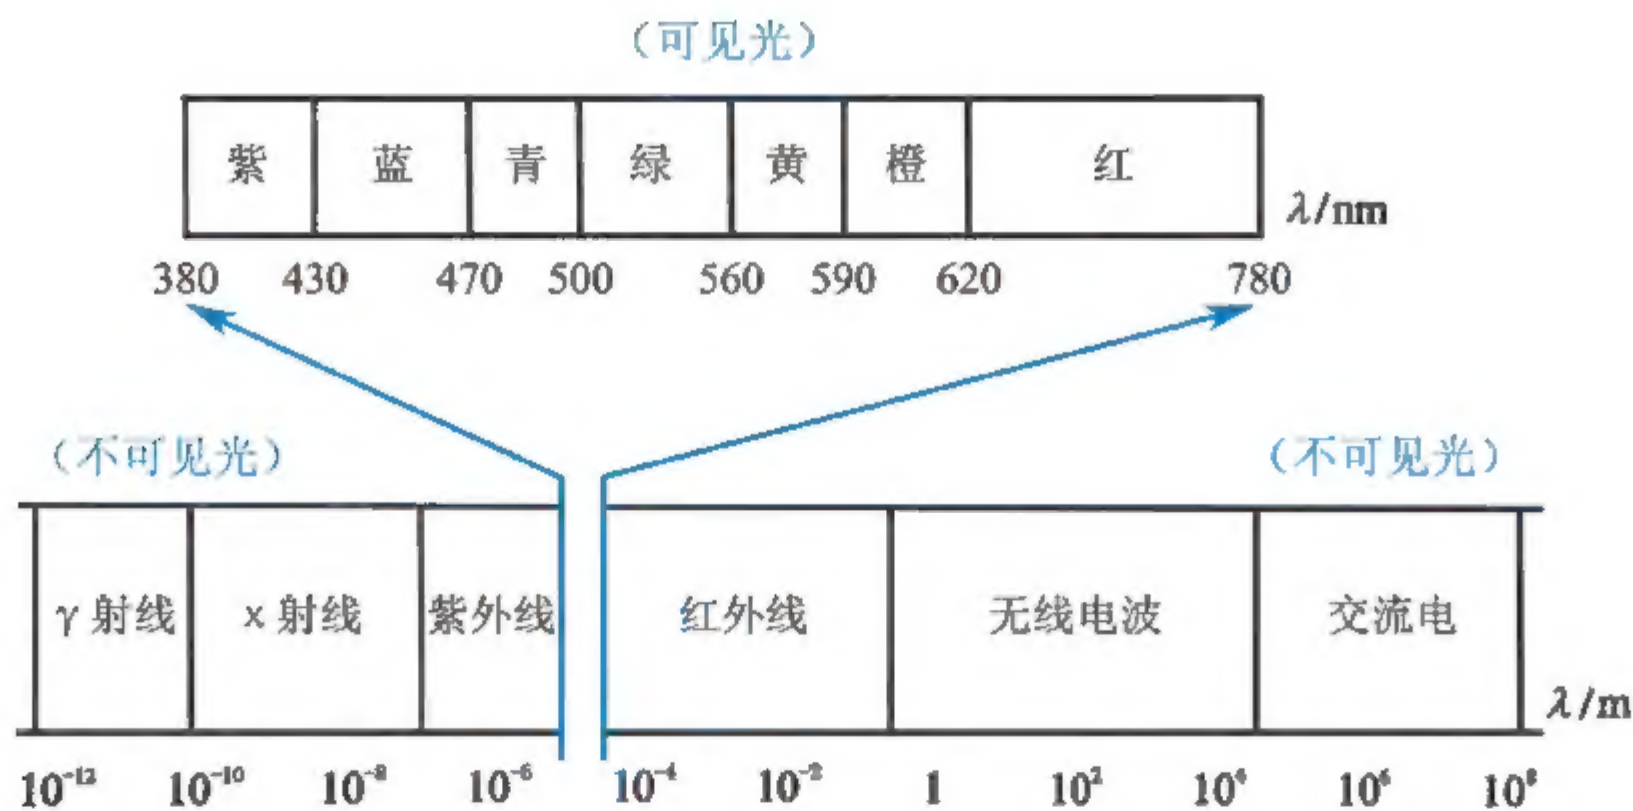 （可见光）
紫 蓝 青 绿 黄 橙 红
λ/nm
380 430 470 500 560 590 620 780
（不可见光） （不可见光）
γ射线 x射线 紫外线 红外线 无线电波 交流电
λ/m
10⁻¹² 10⁻¹⁰ 10⁻⁸ 10⁻⁶ 10⁻⁴ 10⁻² 1 10² 10⁴ 10⁶ 10⁸